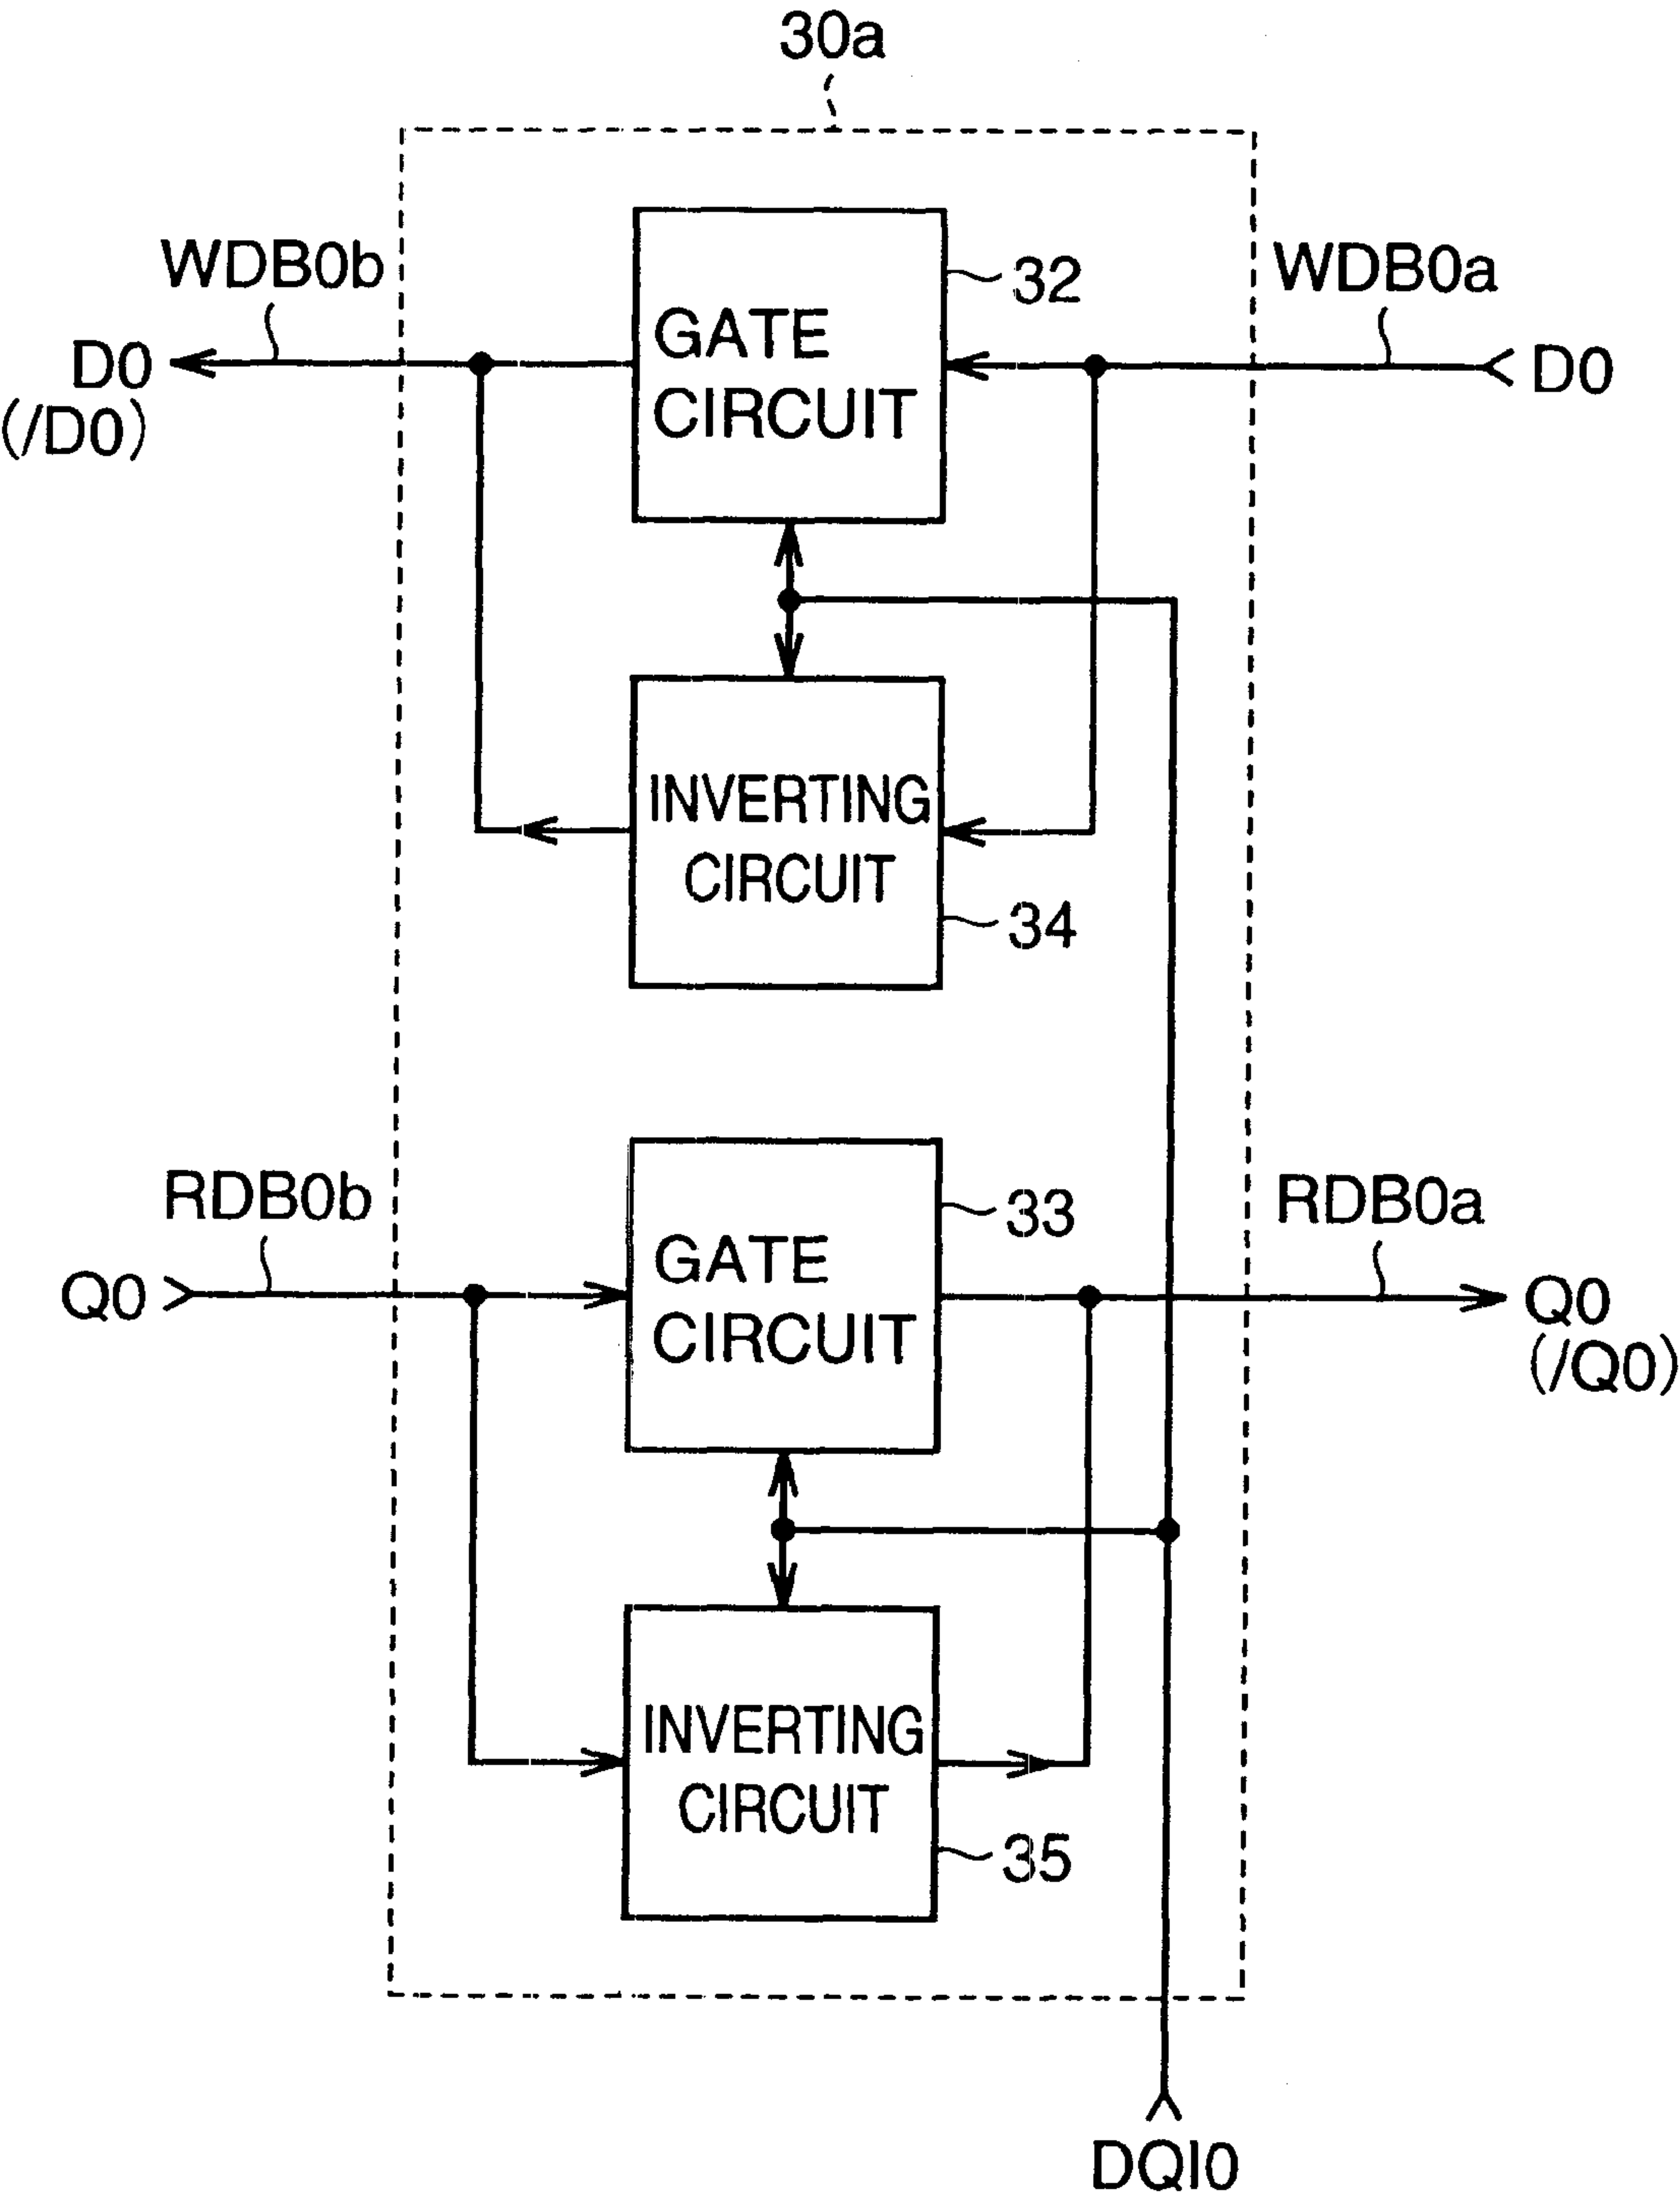 30a
WDB0b
32
WDB0a
GATE
CIRCUIT
D0
(/D0)
D0
INVERTING
CIRCUIT
34
RDB0b
33
RDB0a
GATE
CIRCUIT
Q0
Q0
(/Q0)
INVERTING
CIRCUIT
35
DQI0